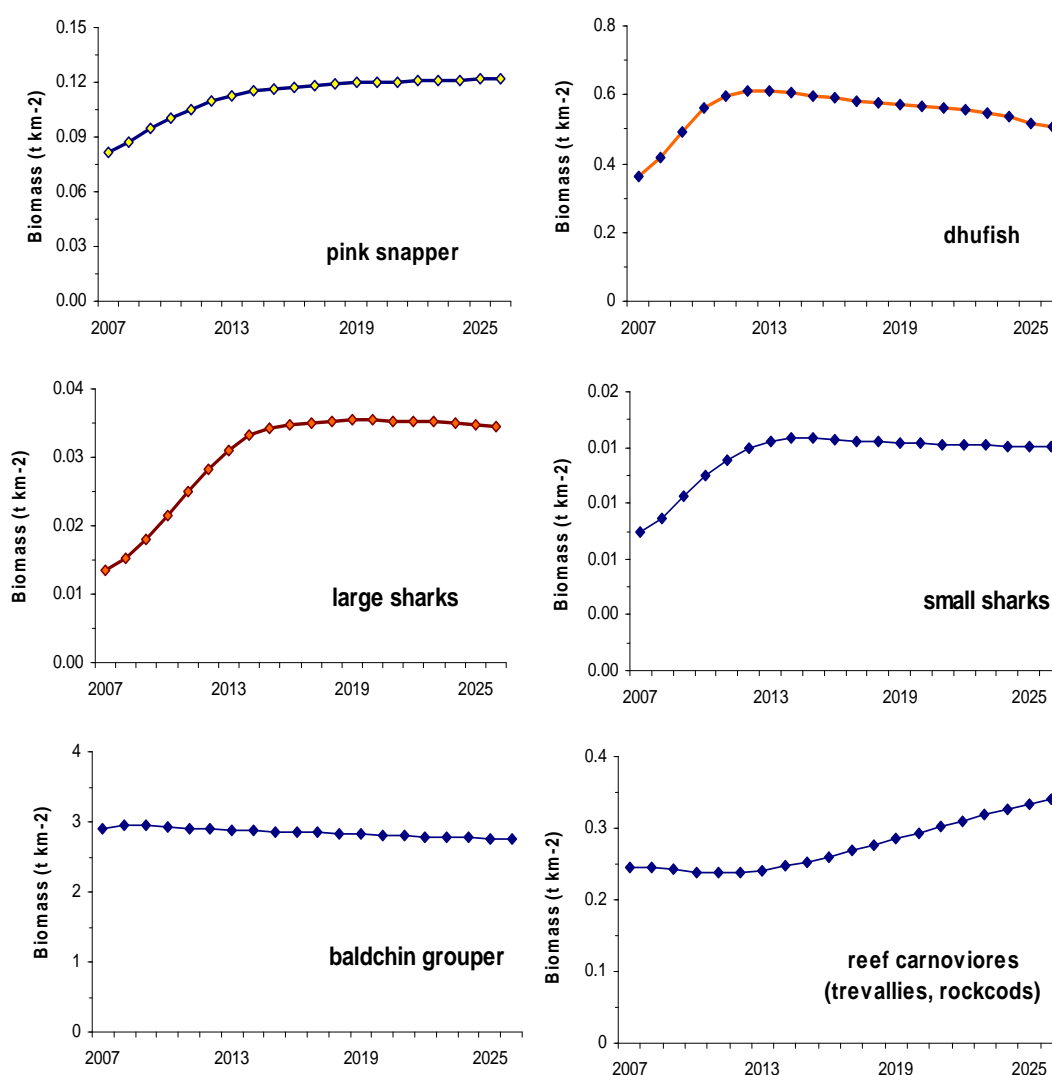 Biomass (t km-2)
0.15
0.12
0.09
0.06
0.03
0.00
pink snapper
2007 2013 2019 2025
Biomass (t km-2)
0.8
0.6
0.4
0.2
0
dhufish
2007 2013 2019 2025
Biomass (t km-2)
0.04
0.03
0.02
0.01
0.00
large sharks
2007 2013 2019 2025
Biomass (t km-2)
0.02
0.01
0.01
0.01
0.00
0.00
small sharks
2007 2013 2019 2025
Biomass (t km-2)
4
3
2
1
0
baldchin grouper
2007 2013 2019 2025
Biomass (t km-2)
0.4
0.3
0.2
0.1
0
reef carnoviores
(trevallies, rockcods)
2007 2013 2019 2025